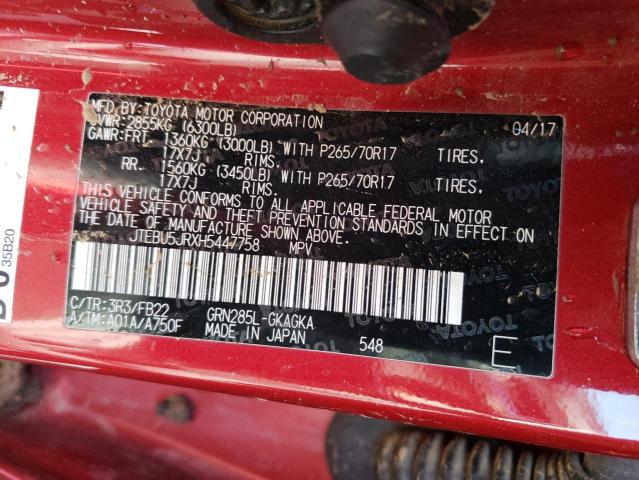 MFD.BY:TOYOTA MOTOR CORPORATION 04/17
GVWR:2855KG (6300LB)
GAWR:FRT 1360KG (3000LB) WITH P265/70R17 TIRES.
17X7J RIMS.
RR. 1560KG (3450LB) WITH P265/70R17 TIRES.
17X7J RIMS.
THIS VEHICLE CONFORMS TO ALL APPLICABLE FEDERAL MOTOR
VEHICLE SAFETY AND THEFT PREVENTION STANDARDS IN EFFECT ON
THE DATE OF MANUFACTURE SHOWN ABOVE.
JTEBU5JRXH5447758 MPV
C/TR:3R3/FB22 GRN285L-GKAGKA
A/TM:A01A/A750F MADE IN JAPAN 548 E
35B20